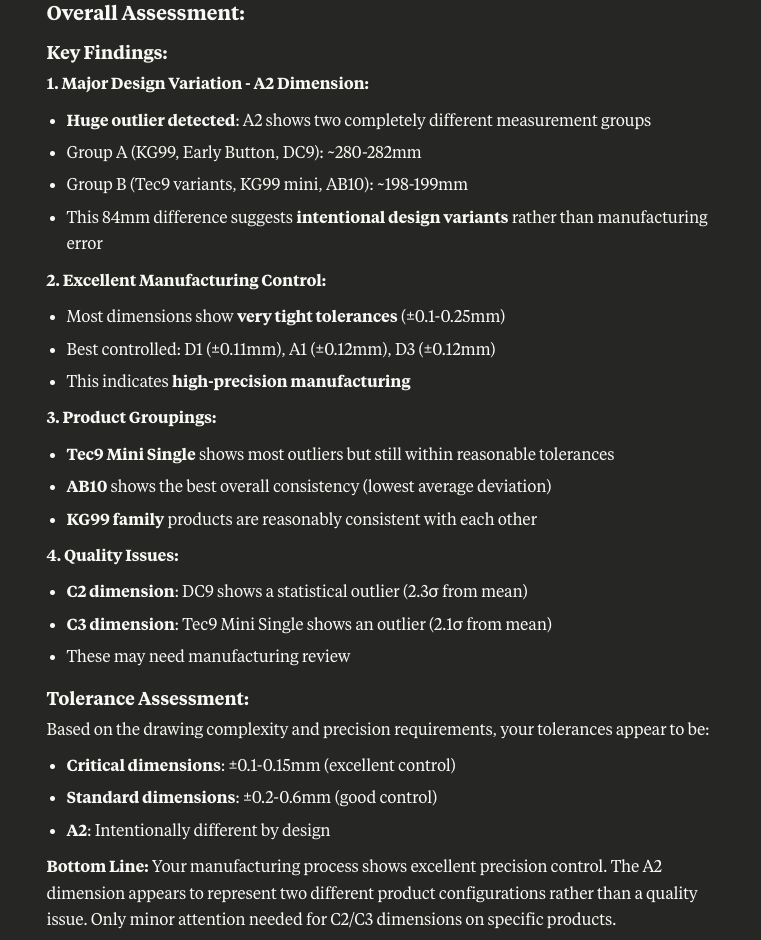 Overall Assessment:
Key Findings:
1. Major Design Variation - A2 Dimension:
• Huge outlier detected: A2 shows two completely different measurement groups
• Group A (KG99, Early Button, DC9): ~280-282mm
• Group B (Tec9 variants, KG99 mini, AB10): ~198-199mm
• This 84mm difference suggests intentional design variants rather than manufacturing
error
2. Excellent Manufacturing Control:
• Most dimensions show very tight tolerances (±0.1-0.25mm)
• Best controlled: D1 (±0.11mm), A1 (±0.12mm), D3 (±0.12mm)
• This indicates high-precision manufacturing
3. Product Groupings:
• Tec9 Mini Single shows most outliers but still within reasonable tolerances
• AB10 shows the best overall consistency (lowest average deviation)
• KG99 family products are reasonably consistent with each other
4. Quality Issues:
• C2 dimension: DC9 shows a statistical outlier (2.3σ from mean)
• C3 dimension: Tec9 Mini Single shows an outlier (2.1σ from mean)
• These may need manufacturing review
Tolerance Assessment:
Based on the drawing complexity and precision requirements, your tolerances appear to be:
• Critical dimensions: ±0.1-0.15mm (excellent control)
• Standard dimensions: ±0.2-0.6mm (good control)
• A2: Intentionally different by design
Bottom Line: Your manufacturing process shows excellent precision control. The A2
dimension appears to represent two different product configurations rather than a quality
issue. Only minor attention needed for C2/C3 dimensions on specific products.